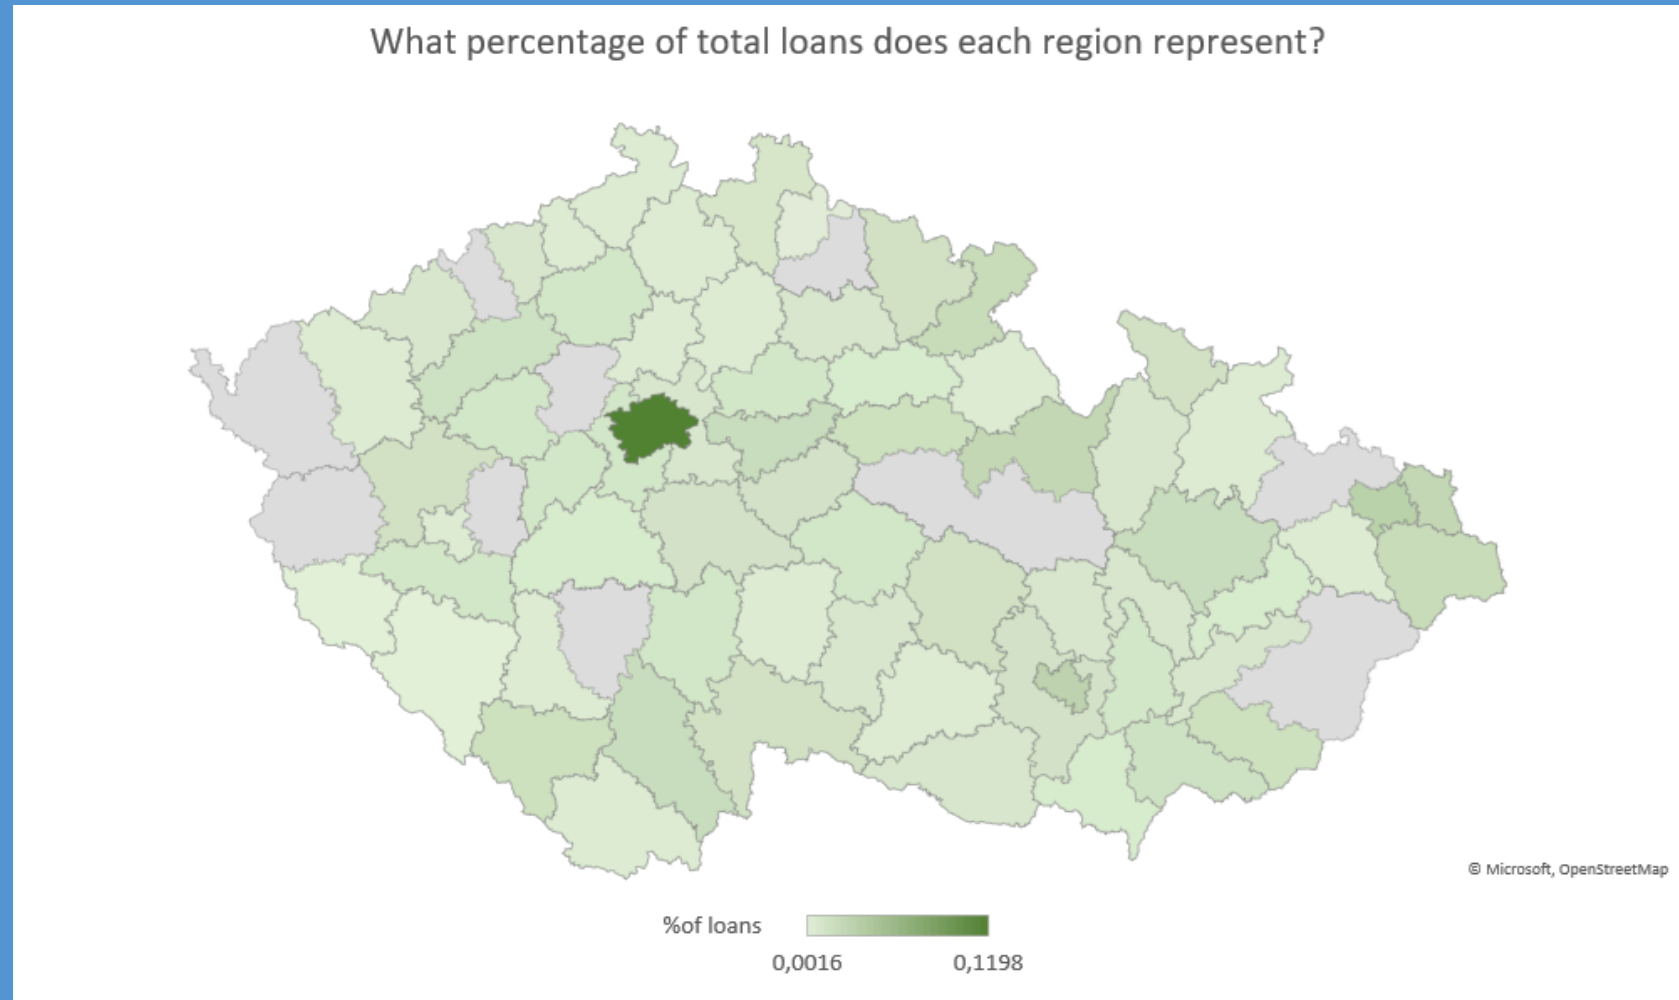 What percentage of total loans does each region represent?
© Microsoft, OpenStreetMap
%of loans
0,0016 0,1198